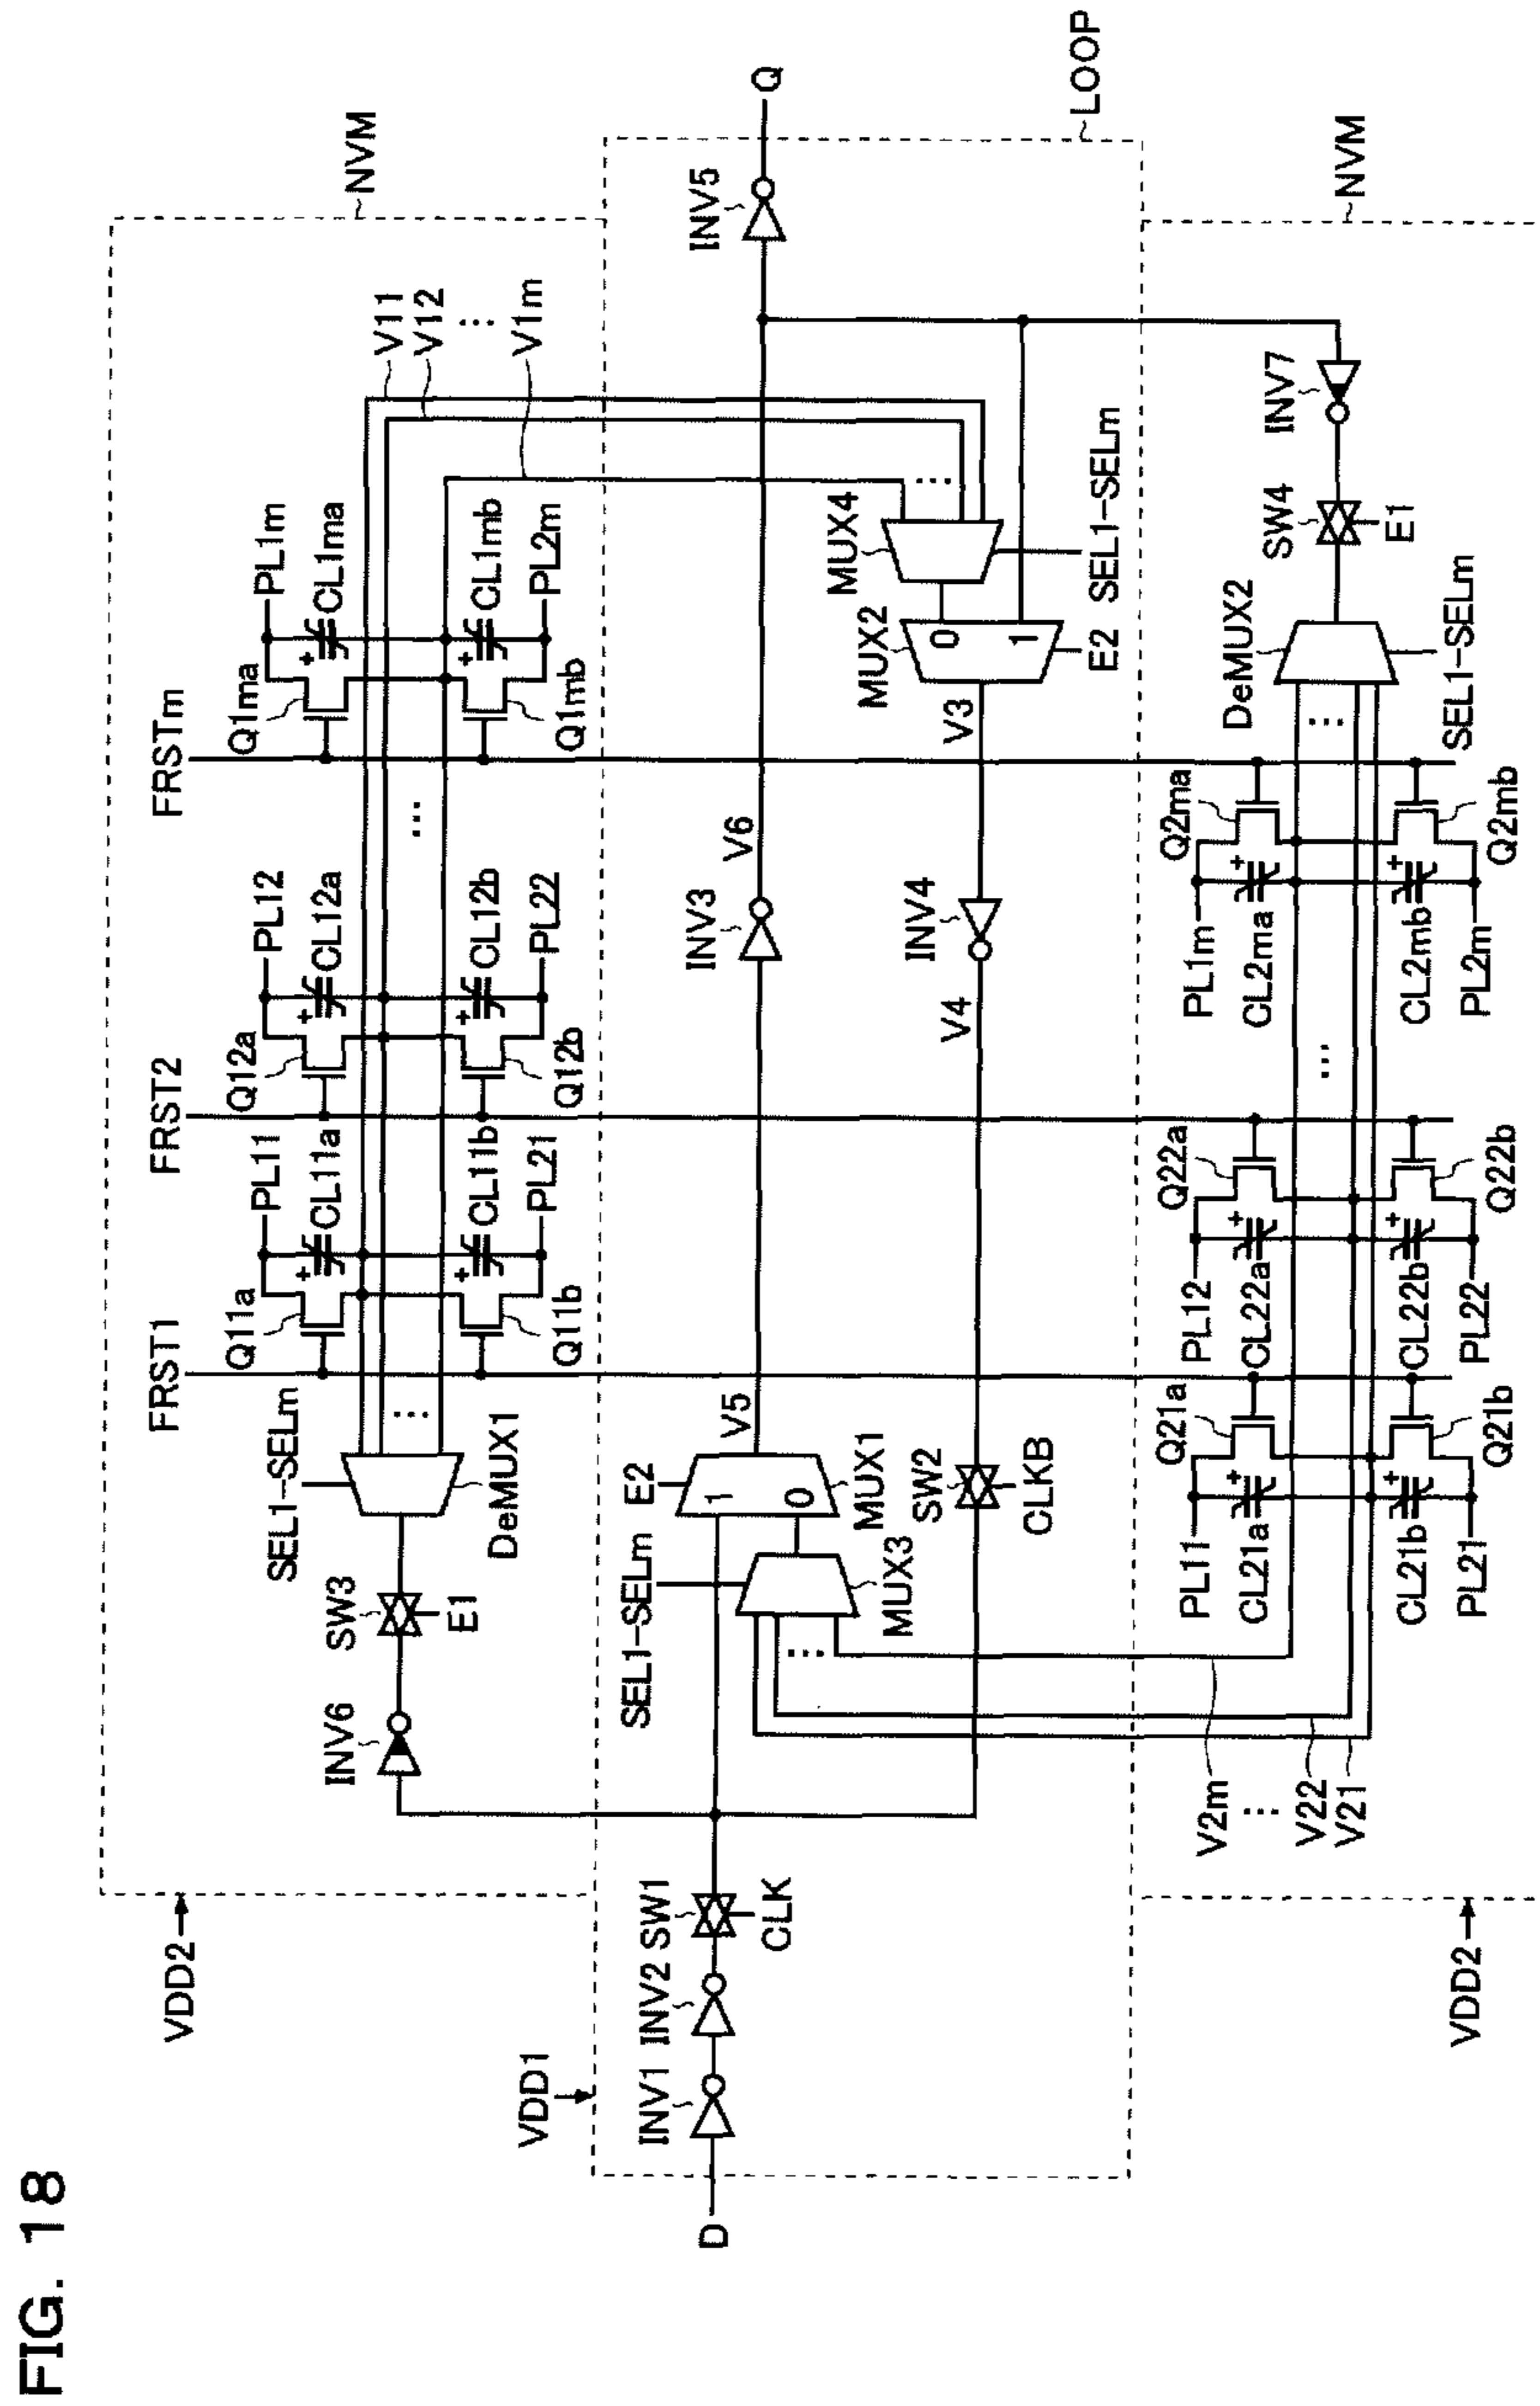 FIG. 18
VDD2
NVM
FRST1
FRST2
FRSTm
PL11
PL12
PL1m
Q11a
CL11a
Q12a
CL12a
Q1ma
CL1ma
V11
V12
...
V1m
SEL1-SELm
...
...
DeMUX1
INV6
SW3
E1
Q11b
CL11b
PL21
Q12b
CL12b
PL22
Q1mb
CL1mb
PL2m
VDD1
LOOP
D
INV1
INV2
SW1
CLK
SEL1-SELm
E2
1
0
MUX1
MUX3
...
V5
INV3
V6
INV5
Q
SW2
CLKB
V4
INV4
V3
MUX2
0
1
E2
MUX4
...
SEL1-SELm
VDD2
NVM
V2m
...
V22
V21
PL11
Q21a
CL21a
PL12
Q22a
CL22a
PL1m
Q2ma
CL2ma
...
...
DeMUX2
SW4
E1
INV7
SEL1-SELm
CL21b
Q21b
PL21
CL22b
Q22b
PL22
CL2mb
Q2mb
PL2m